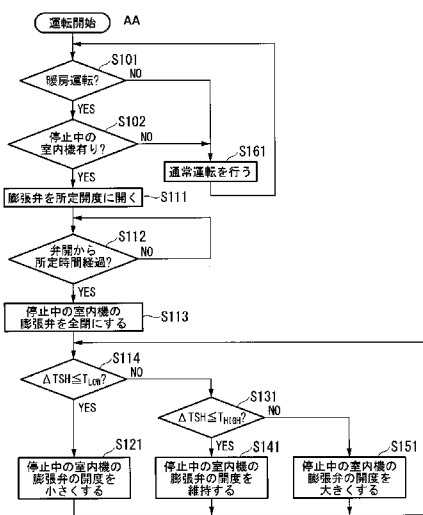 運転開始
AA
S101
暖房運転?
NO
YES
S102
停止中の
室内機有り?
NO
YES
S161
通常運転を行う
膨張弁を所定開度に開く
S111
S112
弁開から
所定時間経過?
NO
YES
停止中の室内機の
膨張弁を全閉にする
S113
S114
ΔTSH≦TLOW?
NO
YES
S131
ΔTSH≦THIGH?
NO
YES
S121
停止中の室内機の
膨張弁の開度を
小さくする
S141
停止中の室内機の
膨張弁の開度を
維持する
S151
停止中の室内機の
膨張弁の開度を
大きくする